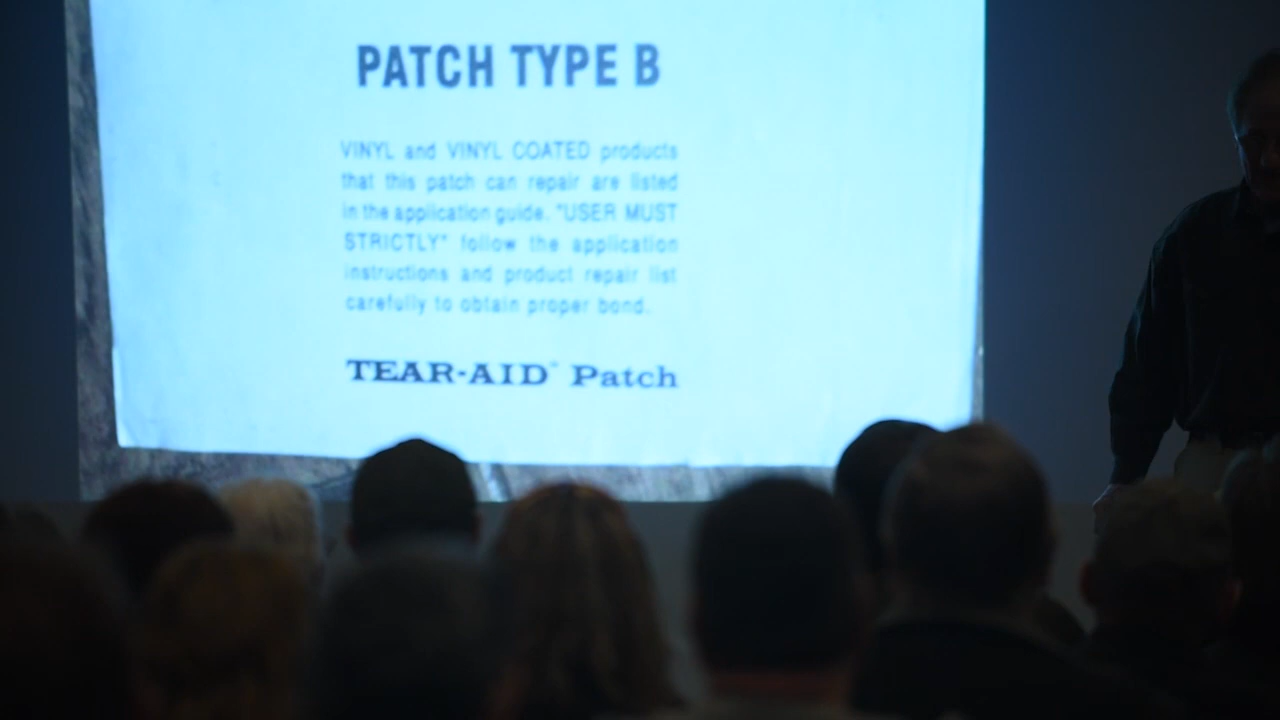 PATCH TYPE B
VINYL and VINYL COATED products
that this patch can repair are listed
in the application guide. "USER MUST
STRICTLY" follow the application
instructions and product repair list
carefully to obtain proper bond.
TEAR-AID™ Patch